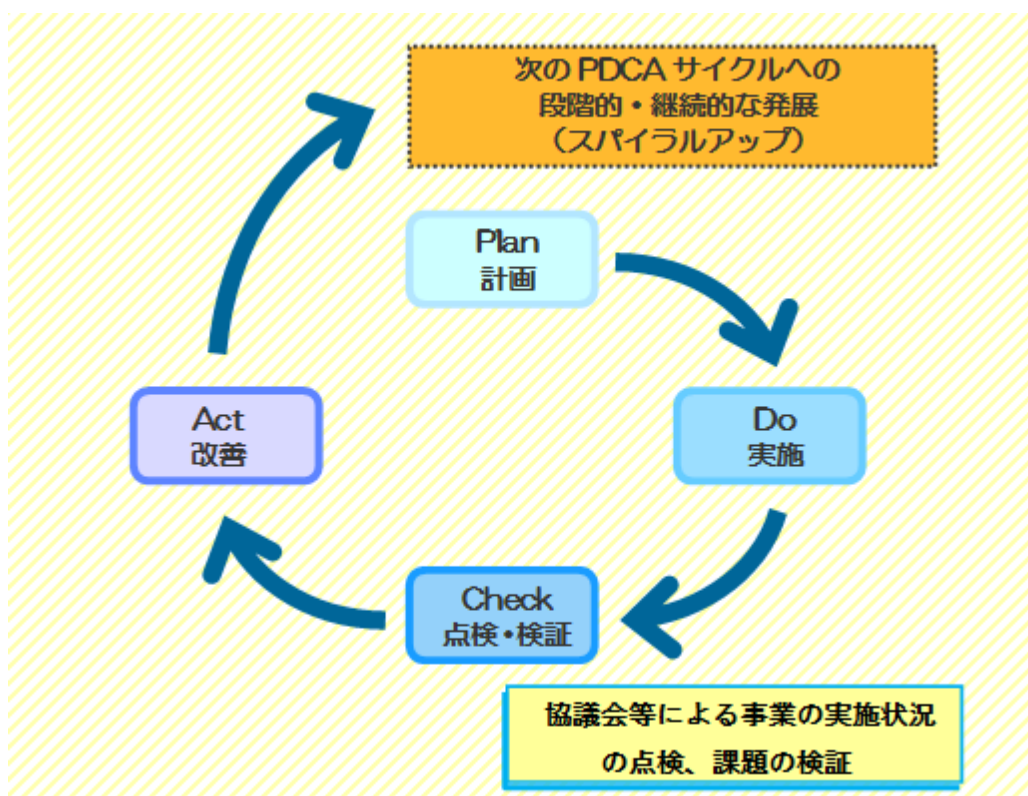 次の PDCA サイクルへの
段階的・継続的な発展
（スパイラルアップ）
Plan
計画
Do
実施
Check
点検・検証
Act
改善
協議会等による事業の実施状況
の点検、課題の検証